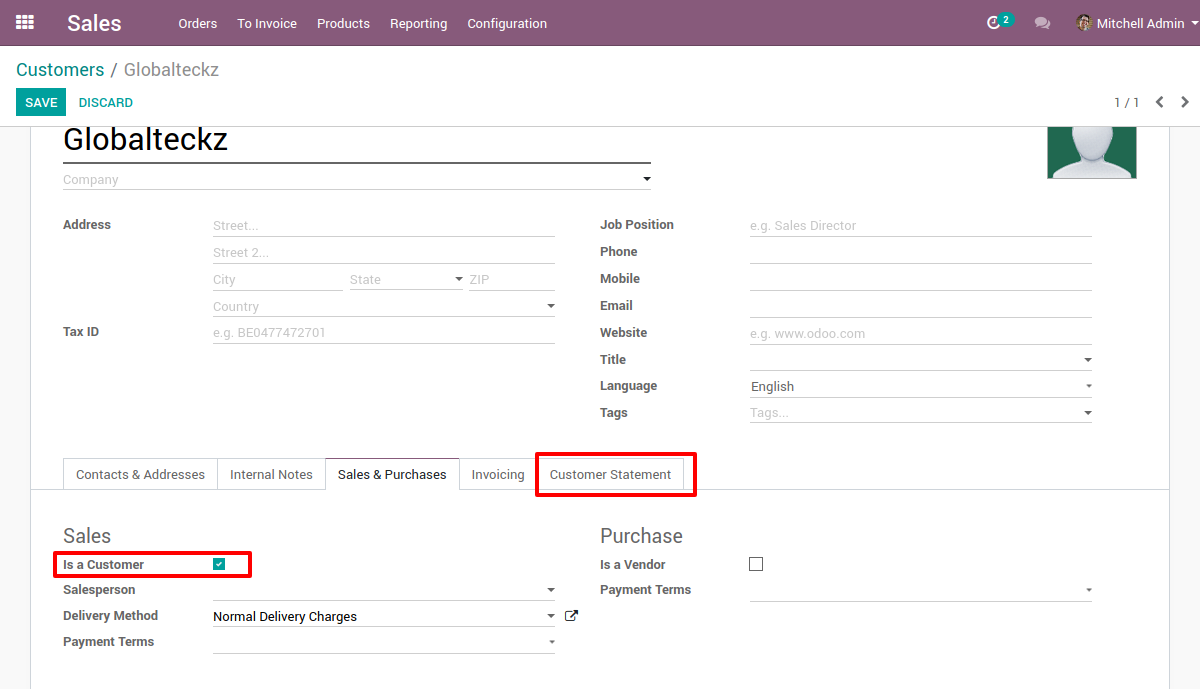 Sales Orders To Invoice Products Reporting Configuration 2 Mitchell Admin
Customers / Globalteckz
SAVE DISCARD 1 / 1
Globalteckz
Company
Address Street... Job Position e.g. Sales Director
Street 2... Phone
City State ZIP Mobile
Country Email
Tax ID e.g. BE0477472701 Website e.g. www.odoo.com
Title
Language English
Tags Tags...
Contacts & Addresses Internal Notes Sales & Purchases Invoicing Customer Statement
Sales Purchase
Is a Customer Is a Vendor
Salesperson Payment Terms
Delivery Method Normal Delivery Charges
Payment Terms